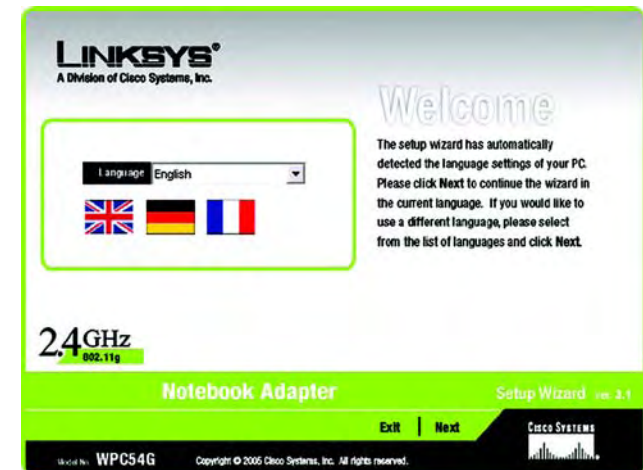 LINKSYS®
A Division of Cisco Systems, Inc.
Welcome
The setup wizard has automatically
detected the language settings of your PC.
Please click Next to continue the wizard in
the current language. If you would like to
use a different language, please select
from the list of languages and click Next.
Language English
2.4GHz
802.11g
Notebook Adapter
Setup Wizard ver. 3.1
Exit Next
CISCO SYSTEMS
Model No. WPC54G Copyright © 2005 Cisco Systems, Inc. All rights reserved.